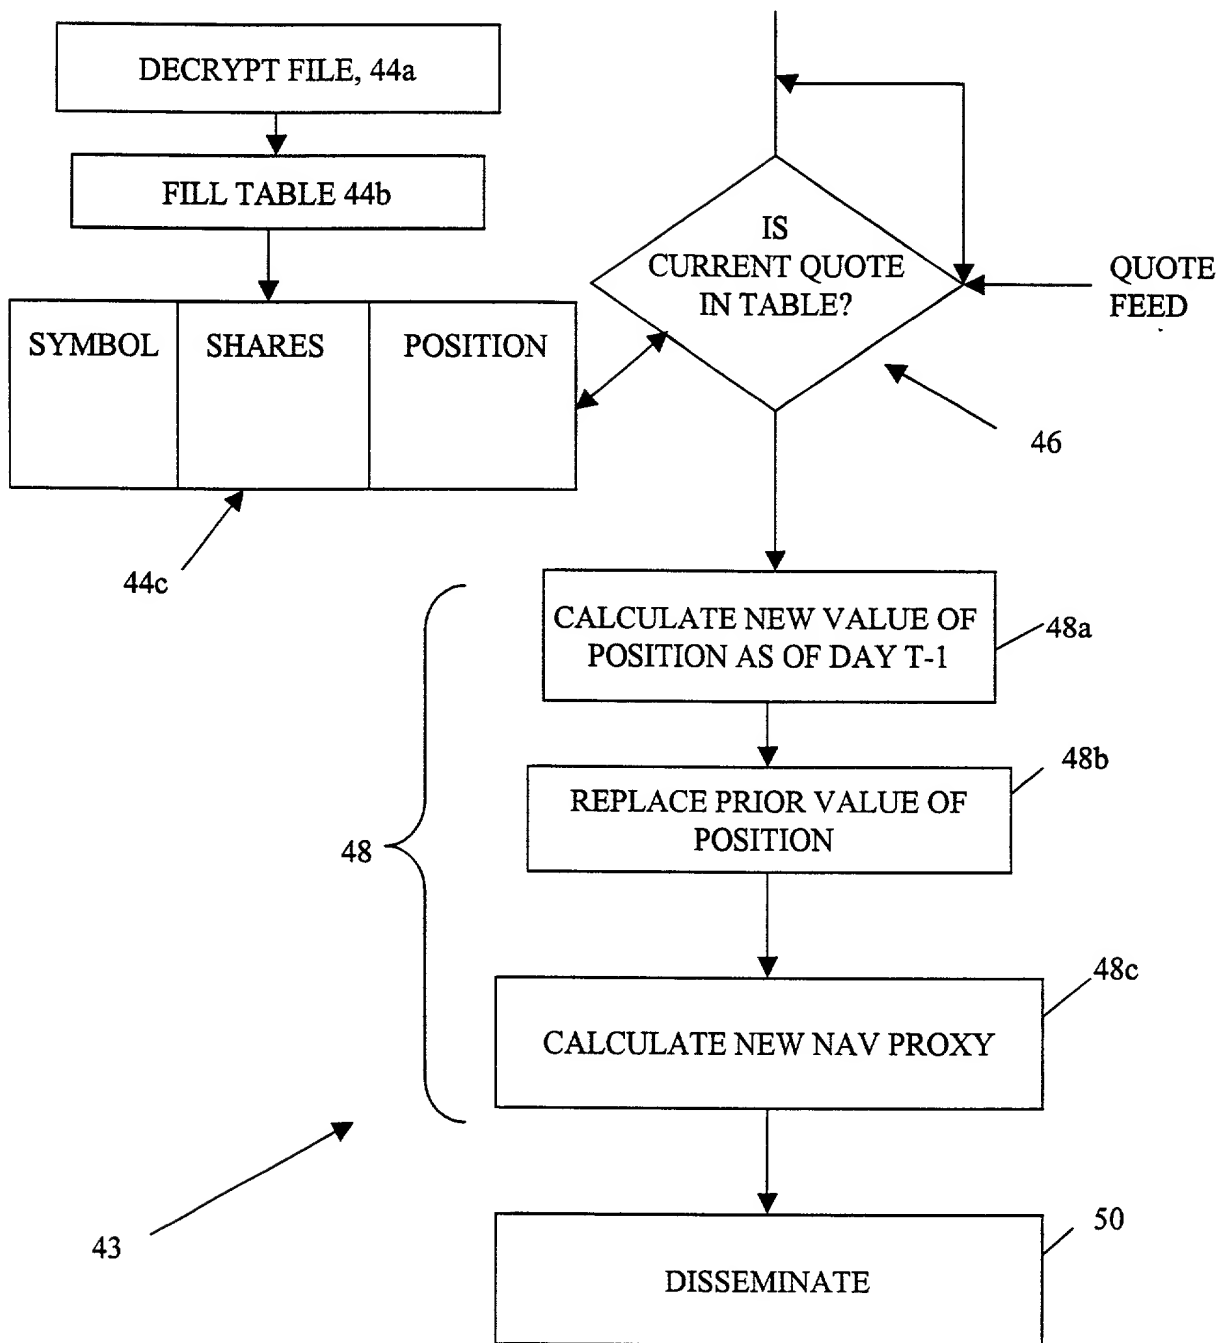 DECRYPT FILE, 44a
FILL TABLE 44b
SYMBOL
SHARES
POSITION
44c
IS
CURRENT QUOTE
IN TABLE?
QUOTE
FEED
46
CALCULATE NEW VALUE OF
POSITION AS OF DAY T-1
48a
REPLACE PRIOR VALUE OF
POSITION
48b
48
CALCULATE NEW NAV PROXY
48c
43
DISSEMINATE
50